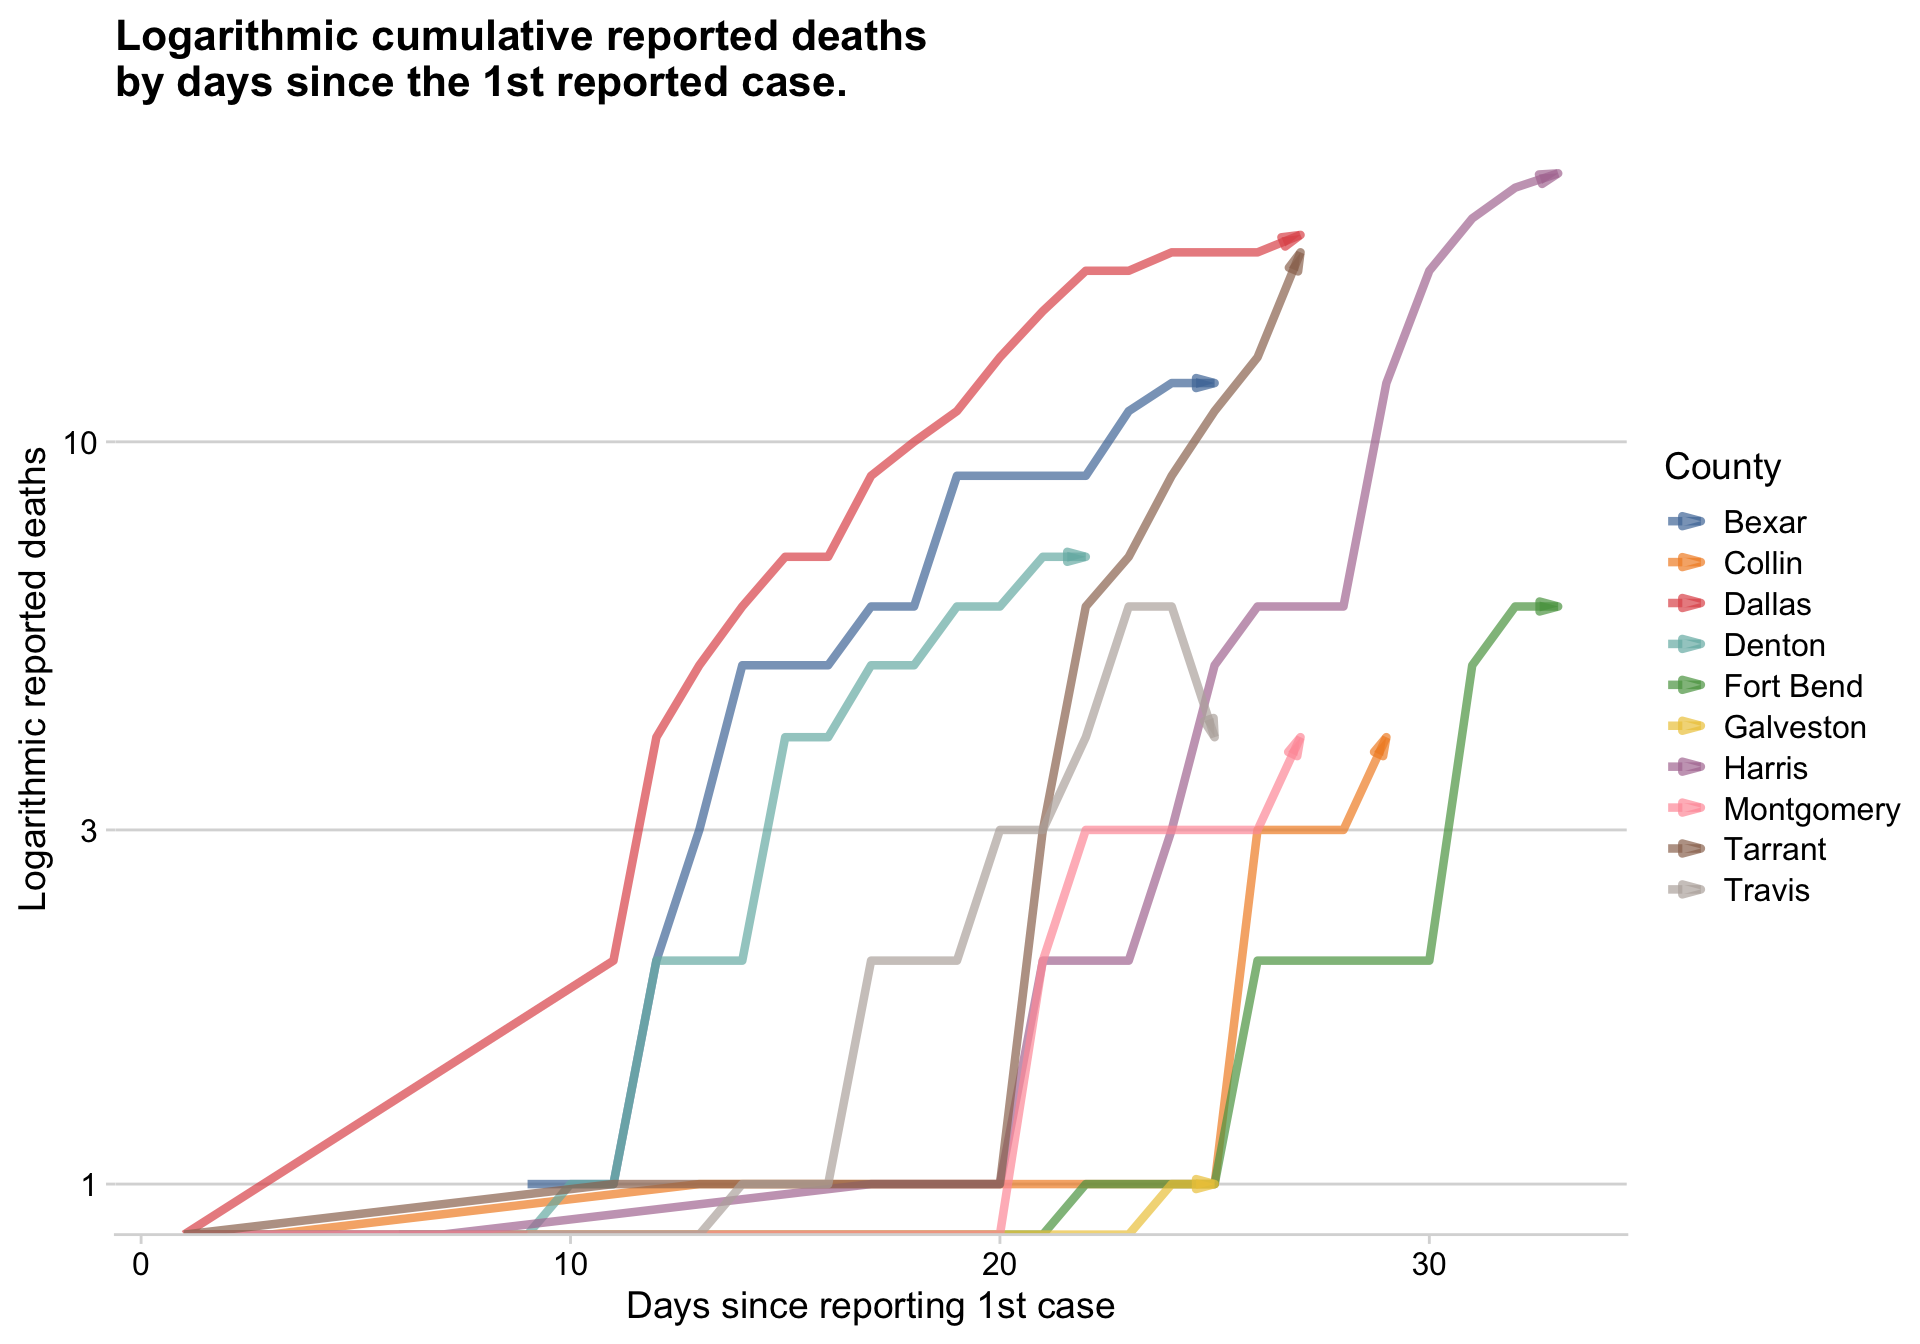 Logarithmic cumulative reported deaths
by days since the 1st reported case.
Logarithmic reported deaths
10
3
1
0
10
20
30
Days since reporting 1st case
County
Bexar
Collin
Dallas
Denton
Fort Bend
Galveston
Harris
Montgomery
Tarrant
Travis